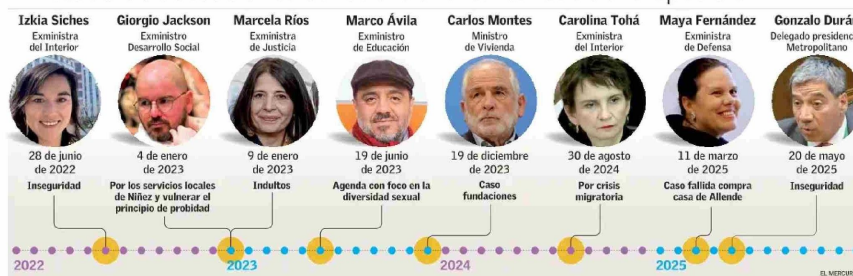 Izkia Siches
Exministra
del Interior
28 de junio
de 2022
Inseguridad
Giorgio Jackson
Exministro
Desarrollo Social
4 de enero
de 2023
Por los servicios locales
de Niñez y vulnerar el
principio de probidad
Marcela Ríos
Exministra
de Justicia
9 de enero
de 2023
Indultos
Marco Ávila
Exministro
de Educación
19 de junio
de 2023
Agenda con foco en la
diversidad sexual
Carlos Montes
Ministro
de Vivienda
19 de diciembre
de 2023
Caso
fundaciones
Carolina Tohá
Exministra
del Interior
30 de agosto
de 2024
Por crisis
migratoria
Maya Fernández
Exministra
de Defensa
11 de marzo
de 2025
Caso fallida compra
casa de Allende
Gonzalo Durá
Delegado presidenc
Metropolitano
20 de mayo
de 2025
Inseguridad
2022
2023
2024
2025
EL MERCUR